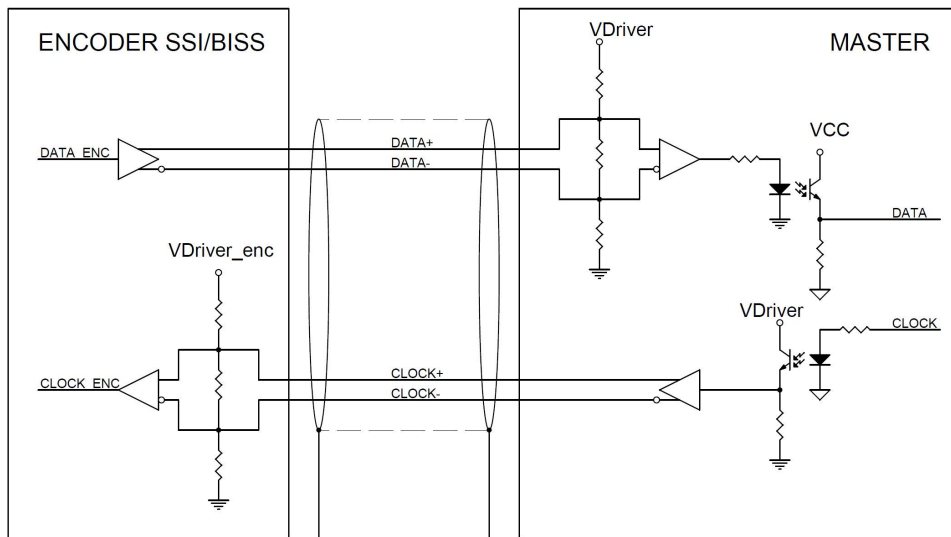 ENCODER SSI/BISS
VDriver
MASTER
VCC
DATA_ENC
DATA+
DATA-
DATA
VDriver_enc
VDriver
CLOCK
CLOCK_ENC
CLOCK+
CLOCK-